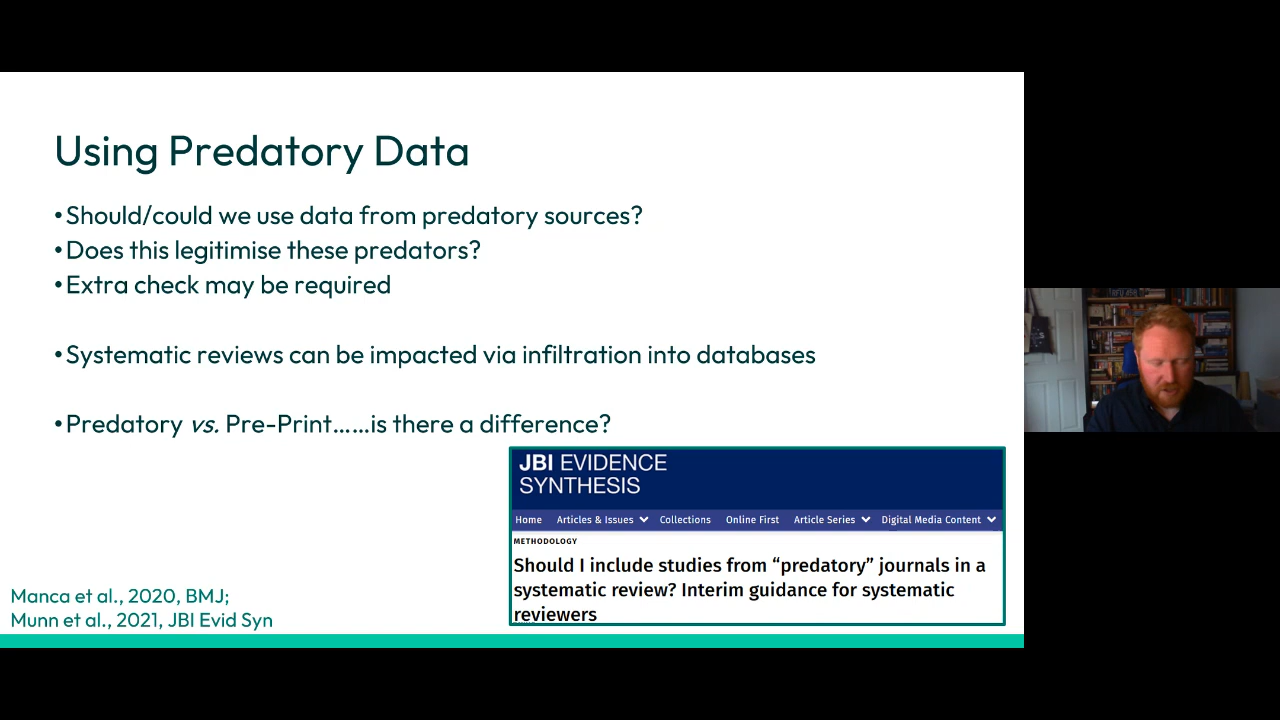 Using Predatory Data
•Should/could we use data from predatory sources?
•Does this legitimise these predators?
•Extra check may be required
•Systematic reviews can be impacted via infiltration into databases
•Predatory vs. Pre-Print……is there a difference?
JBI EVIDENCE
SYNTHESIS
Home Articles & Issues Collections Online First Article Series Digital Media Content
METHODOLOGY
Should I include studies from “predatory” journals in a
systematic review? Interim guidance for systematic
reviewers
Manca et al., 2020, BMJ;
Munn et al., 2021, JBI Evid Syn